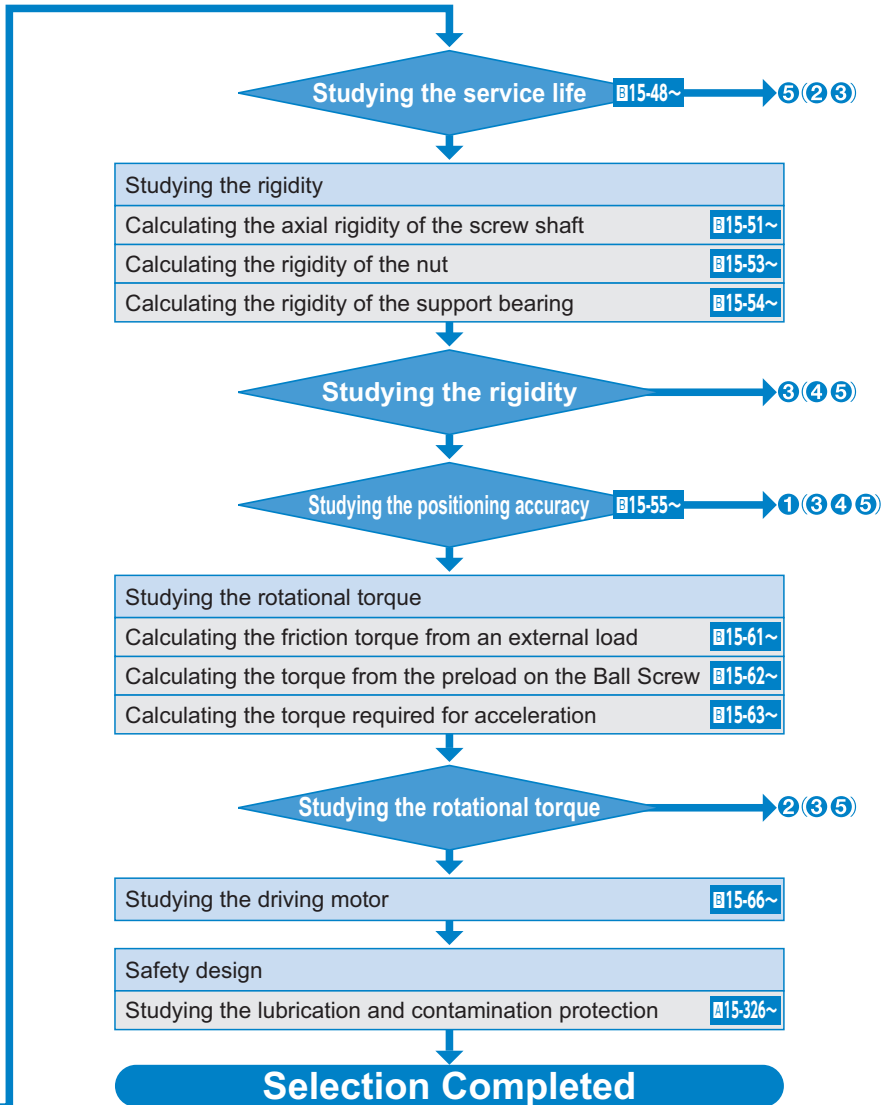 Studying the service life B15-48～ ❺(❷❸)
Studying the rigidity
Calculating the axial rigidity of the screw shaft B15-51～
Calculating the rigidity of the nut B15-53～
Calculating the rigidity of the support bearing B15-54～
Studying the rigidity ❸(❹❺)
Studying the positioning accuracy B15-55～ ❶(❸❹❺)
Studying the rotational torque
Calculating the friction torque from an external load B15-61～
Calculating the torque from the preload on the Ball Screw B15-62～
Calculating the torque required for acceleration B15-63～
Studying the rotational torque ❷(❸❺)
Studying the driving motor B15-66～
Safety design
Studying the lubrication and contamination protection A15-326～
Selection Completed